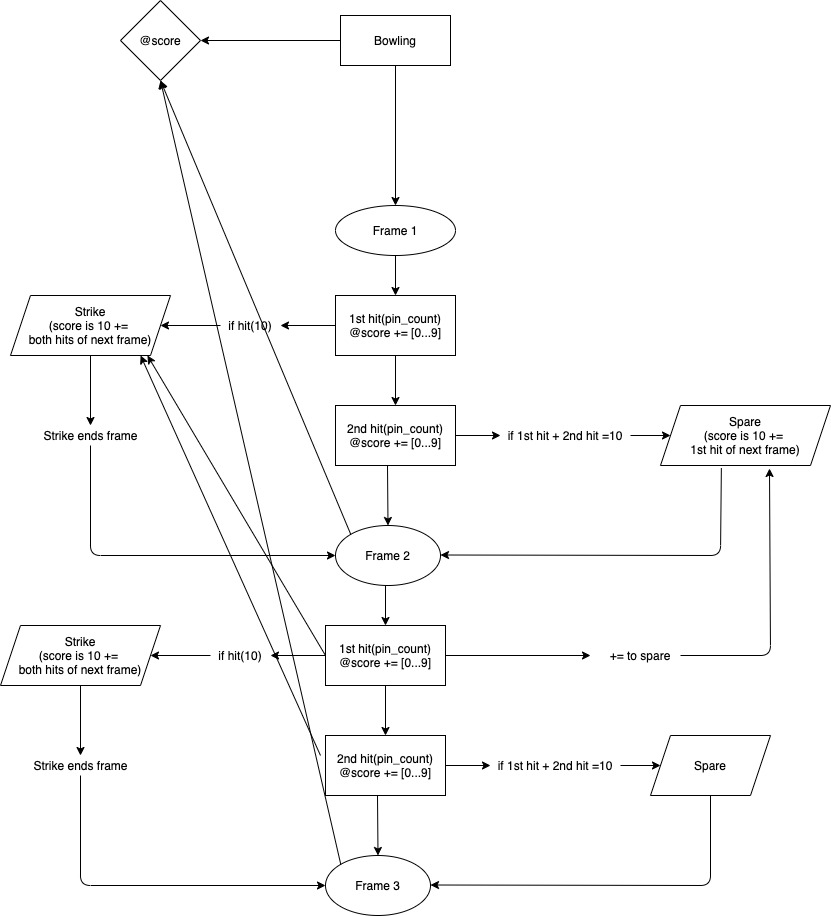 @score
Bowling
Frame 1
Strike
(score is 10 +=
both hits of next frame)
if hit(10)
1st hit(pin_count)
@score += [0...9]
2nd hit(pin_count)
@score += [0...9]
if 1st hit + 2nd hit =10
Spare
(score is 10 +=
1st hit of next frame)
Strike ends frame
Frame 2
Strike
(score is 10 +=
both hits of next frame)
if hit(10)
1st hit(pin_count)
@score += [0...9]
+= to spare
Strike ends frame
2nd hit(pin_count)
@score += [0...9]
if 1st hit + 2nd hit =10
Spare
Frame 3